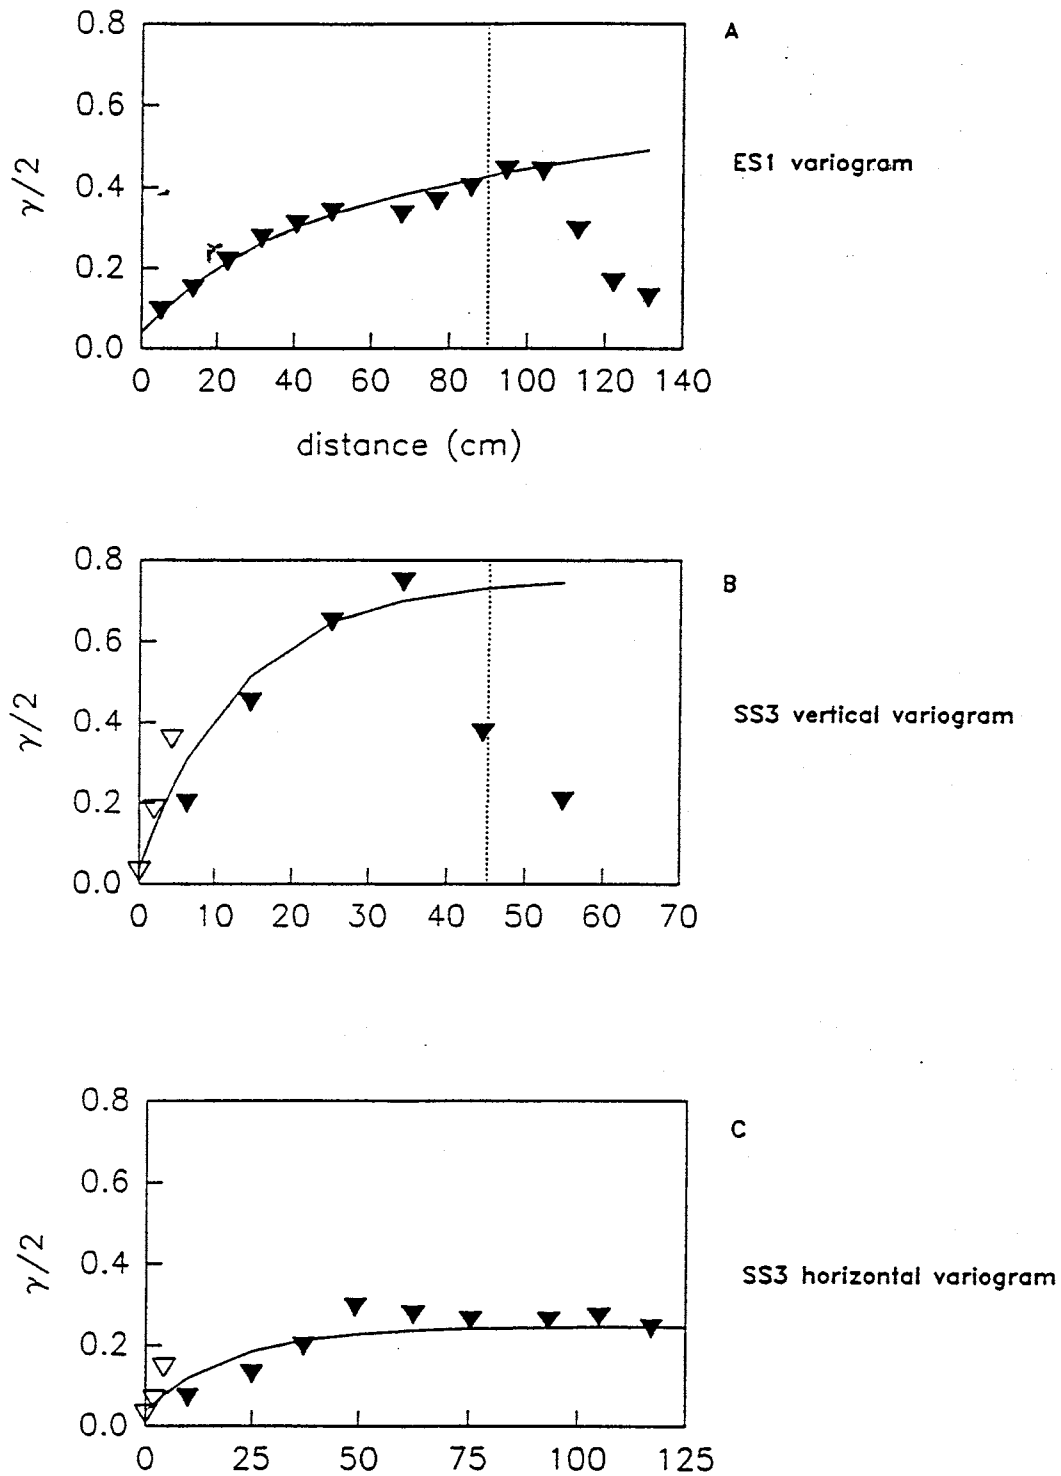 A
ES1 variogram
γ/2
0.8
0.6
0.4
0.2
0.0
0 20 40 60 80 100 120 140
distance (cm)
B
SS3 vertical variogram
γ/2
0.8
0.6
0.4
0.2
0.0
0 10 20 30 40 50 60 70
C
SS3 horizontal variogram
γ/2
0.8
0.6
0.4
0.2
0.0
0 25 50 75 100 125